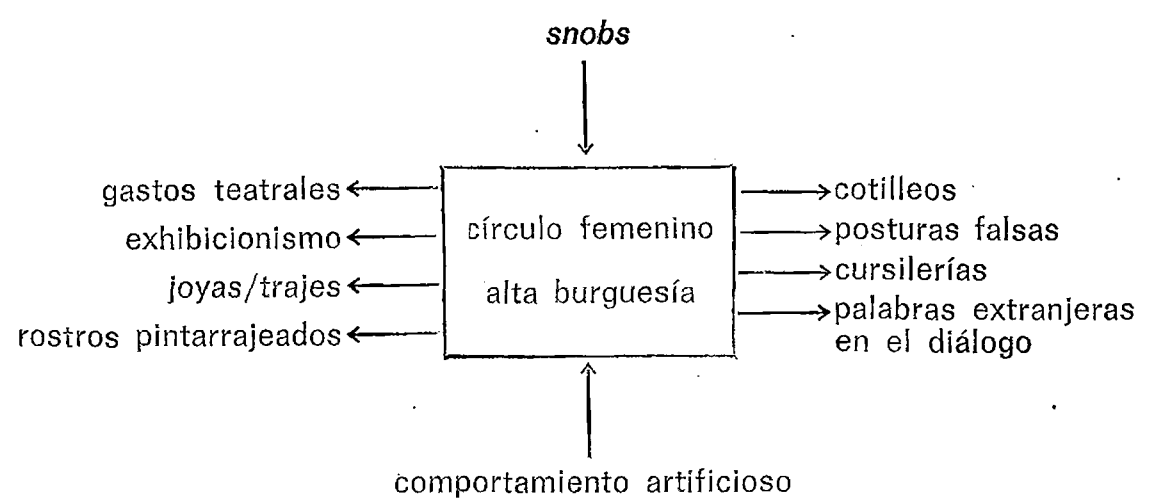 snobs
gastos teatrales
exhibicionismo
joyas/trajes
rostros pintarrajeados
círculo femenino
alta burguesía
cotilleos
posturas falsas
cursilerías
palabras extranjeras
en el diálogo
comportamiento artificioso